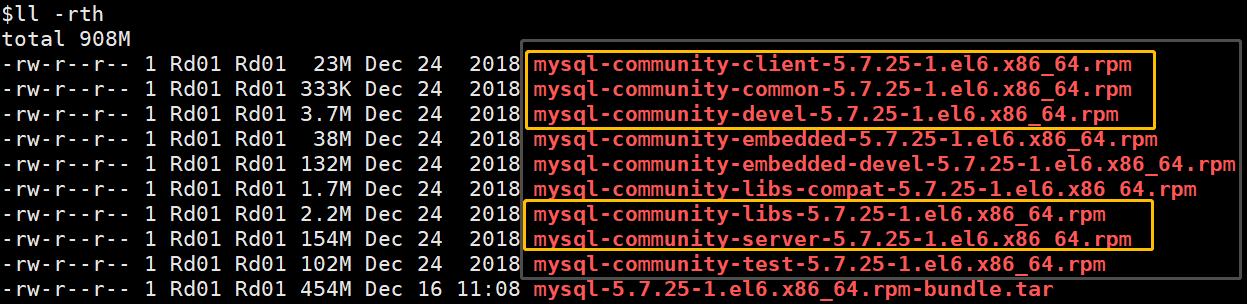 $ll -rth
total 908M
-rw-r--r-- 1 Rd01 Rd01  23M Dec 24  2018 mysql-community-client-5.7.25-1.el6.x86_64.rpm
-rw-r--r-- 1 Rd01 Rd01 333K Dec 24  2018 mysql-community-common-5.7.25-1.el6.x86_64.rpm
-rw-r--r-- 1 Rd01 Rd01 3.7M Dec 24  2018 mysql-community-devel-5.7.25-1.el6.x86_64.rpm
-rw-r--r-- 1 Rd01 Rd01  38M Dec 24  2018 mysql-community-embedded-5.7.25-1.el6.x86_64.rpm
-rw-r--r-- 1 Rd01 Rd01 132M Dec 24  2018 mysql-community-embedded-devel-5.7.25-1.el6.x86_64.rpm
-rw-r--r-- 1 Rd01 Rd01 1.7M Dec 24  2018 mysql-community-libs-compat-5.7.25-1.el6.x86_64.rpm
-rw-r--r-- 1 Rd01 Rd01 2.2M Dec 24  2018 mysql-community-libs-5.7.25-1.el6.x86_64.rpm
-rw-r--r-- 1 Rd01 Rd01 154M Dec 24  2018 mysql-community-server-5.7.25-1.el6.x86_64.rpm
-rw-r--r-- 1 Rd01 Rd01 102M Dec 24  2018 mysql-community-test-5.7.25-1.el6.x86_64.rpm
-rw-r--r-- 1 Rd01 Rd01 454M Dec 16 11:08 mysql-5.7.25-1.el6.x86_64.rpm-bundle.tar